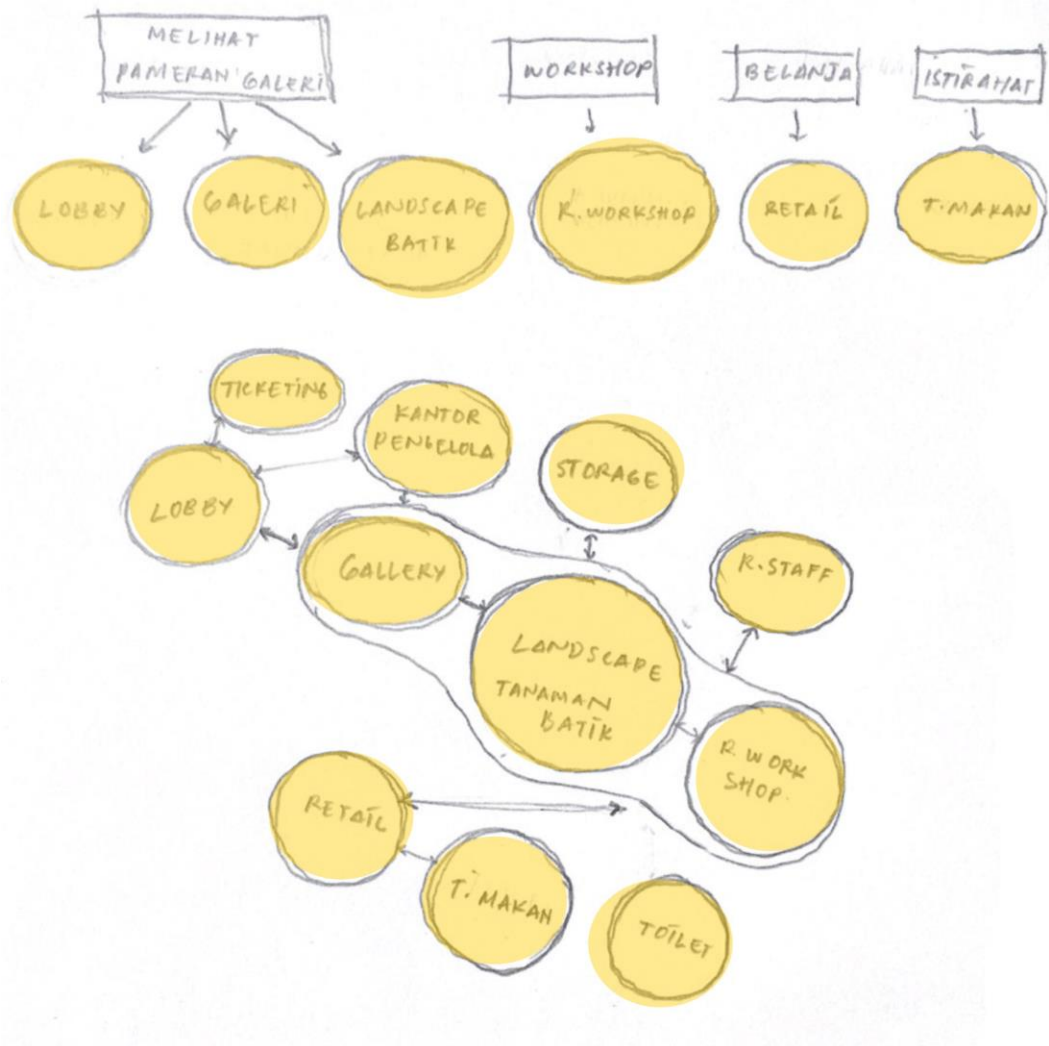 MELIHAT
PAMERAN GALERI
WORKSHOP
BELANJA
ISTIRAHAT
LOBBY
GALERI
LANDSCAPE
BATIK
R. WORKSHOP
RETAIL
T. MAKAN
TICKETING
KANTOR
PENGELOLA
LOBBY
STORAGE
GALLERY
R. STAFF
LANDSCAPE
TANAMAN
BATIK
R. WORK
SHOP.
RETAIL
T. MAKAN
TOILET